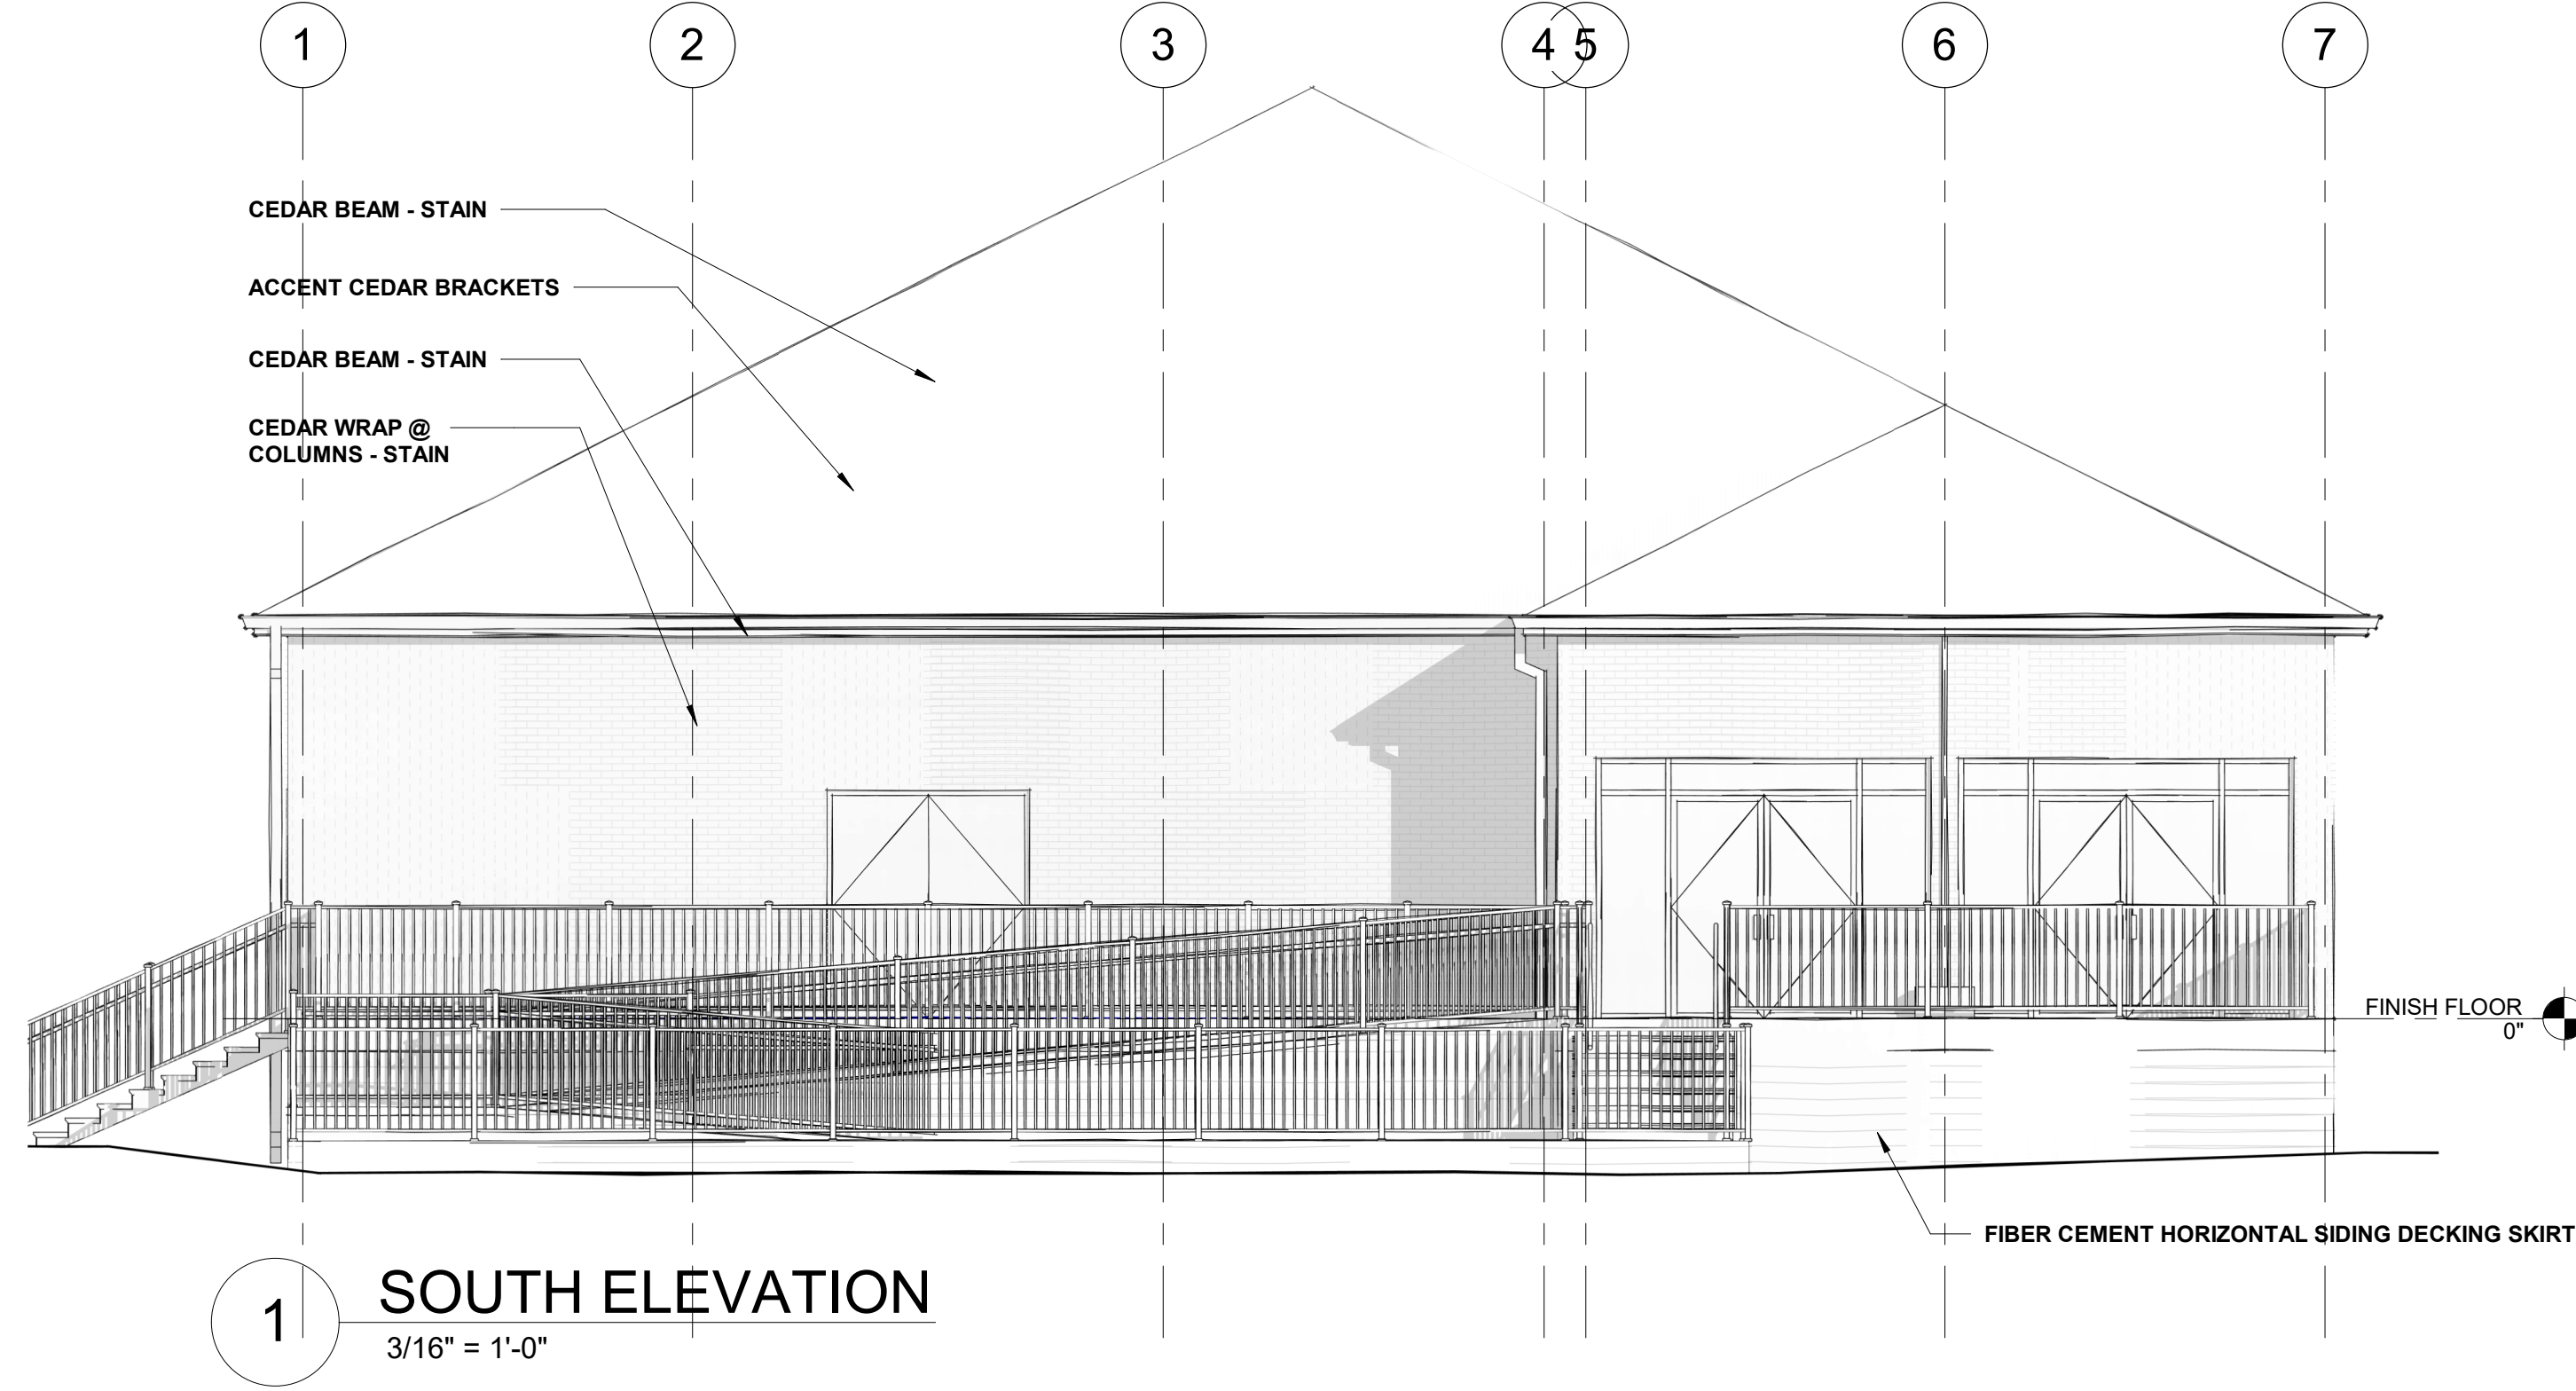 1 2 3 4 5 6 7
CEDAR BEAM - STAIN
ACCENT CEDAR BRACKETS
CEDAR BEAM - STAIN
CEDAR WRAP @
COLUMNS - STAIN
FINISH FLOOR
0"
FIBER CEMENT HORIZONTAL SIDING DECKING SKIRT
1 SOUTH ELEVATION
3/16" = 1'-0"